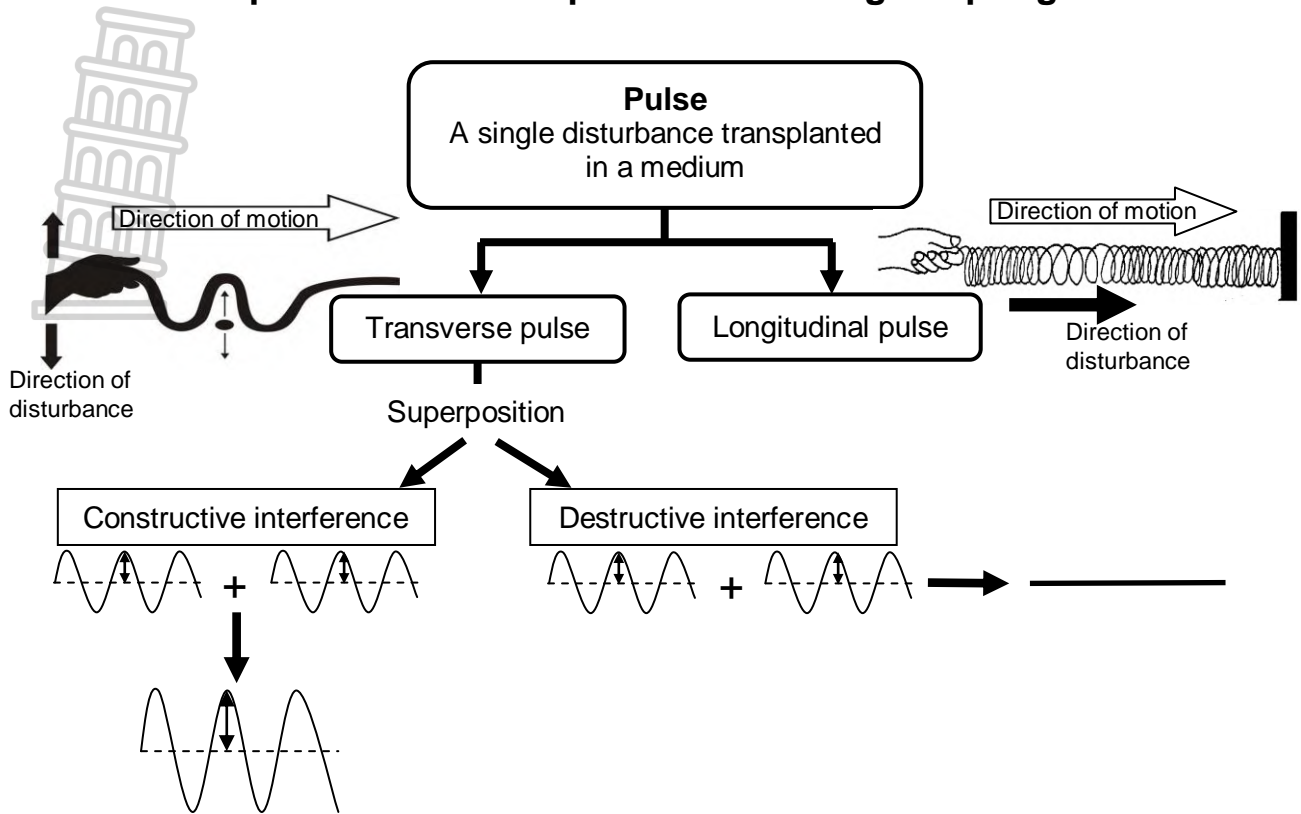 Pulse
A single disturbance transplanted
in a medium
Direction of motion
Direction of motion
Transverse pulse
Longitudinal pulse
Direction of
disturbance
Direction of
disturbance
Superposition
Constructive interference
Destructive interference
+
+